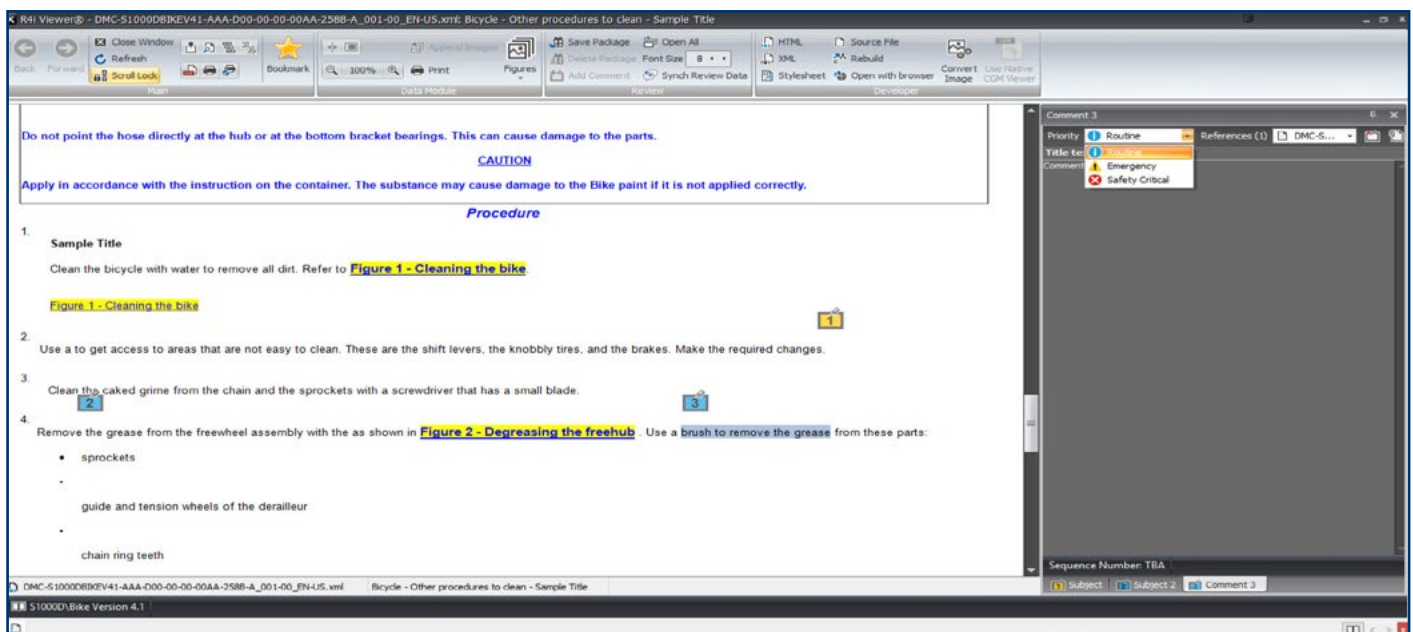 R4i Viewer® - DMC-S1000DBIKEV41-AAA-D00-00-00-00AA-258B-A_001-00_EN-US.xml: Bicycle - Other procedures to clean - Sample Title
Back
Forward
Close Window
Refresh
Scroll Lock
Bookmark
Main
100%
Append Images
Print
Figures
Data Module
Save Package
Open All
Delete Package
Font Size 8
Add Comment
Synch Review Data
Review
HTML
Source File
XML
Rebuild
Stylesheet
Open with browser
Convert Image
Use Native CGM Viewer
Developer
Do not point the hose directly at the hub or at the bottom bracket bearings. This can cause damage to the parts.
CAUTION
Apply in accordance with the instruction on the container. The substance may cause damage to the Bike paint if it is not applied correctly.
Procedure
1.
Sample Title
Clean the bicycle with water to remove all dirt. Refer to Figure 1 - Cleaning the bike.
Figure 1 - Cleaning the bike
1
2.
Use a to get access to areas that are not easy to clean. These are the shift levers, the knobbly tires, and the brakes. Make the required changes.
3.
Clean the caked grime from the chain and the sprockets with a screwdriver that has a small blade.
2
3
4.
Remove the grease from the freewheel assembly with the as shown in Figure 2 - Degreasing the freehub . Use a brush to remove the grease from these parts:
• sprockets
•
guide and tension wheels of the derailleur
•
chain ring teeth
Comment 3
Priority Routine References (1) DMC-S...
Title te
Routine
Comment
Emergency
Safety Critical
Sequence Number: TBA
Subject
Subject 2
Comment 3
DMC-S1000DBIKEV41-AAA-D00-00-00-00AA-258B-A_001-00_EN-US.xml
Bicycle - Other procedures to clean - Sample Title
S1000D\Bike Version 4.1